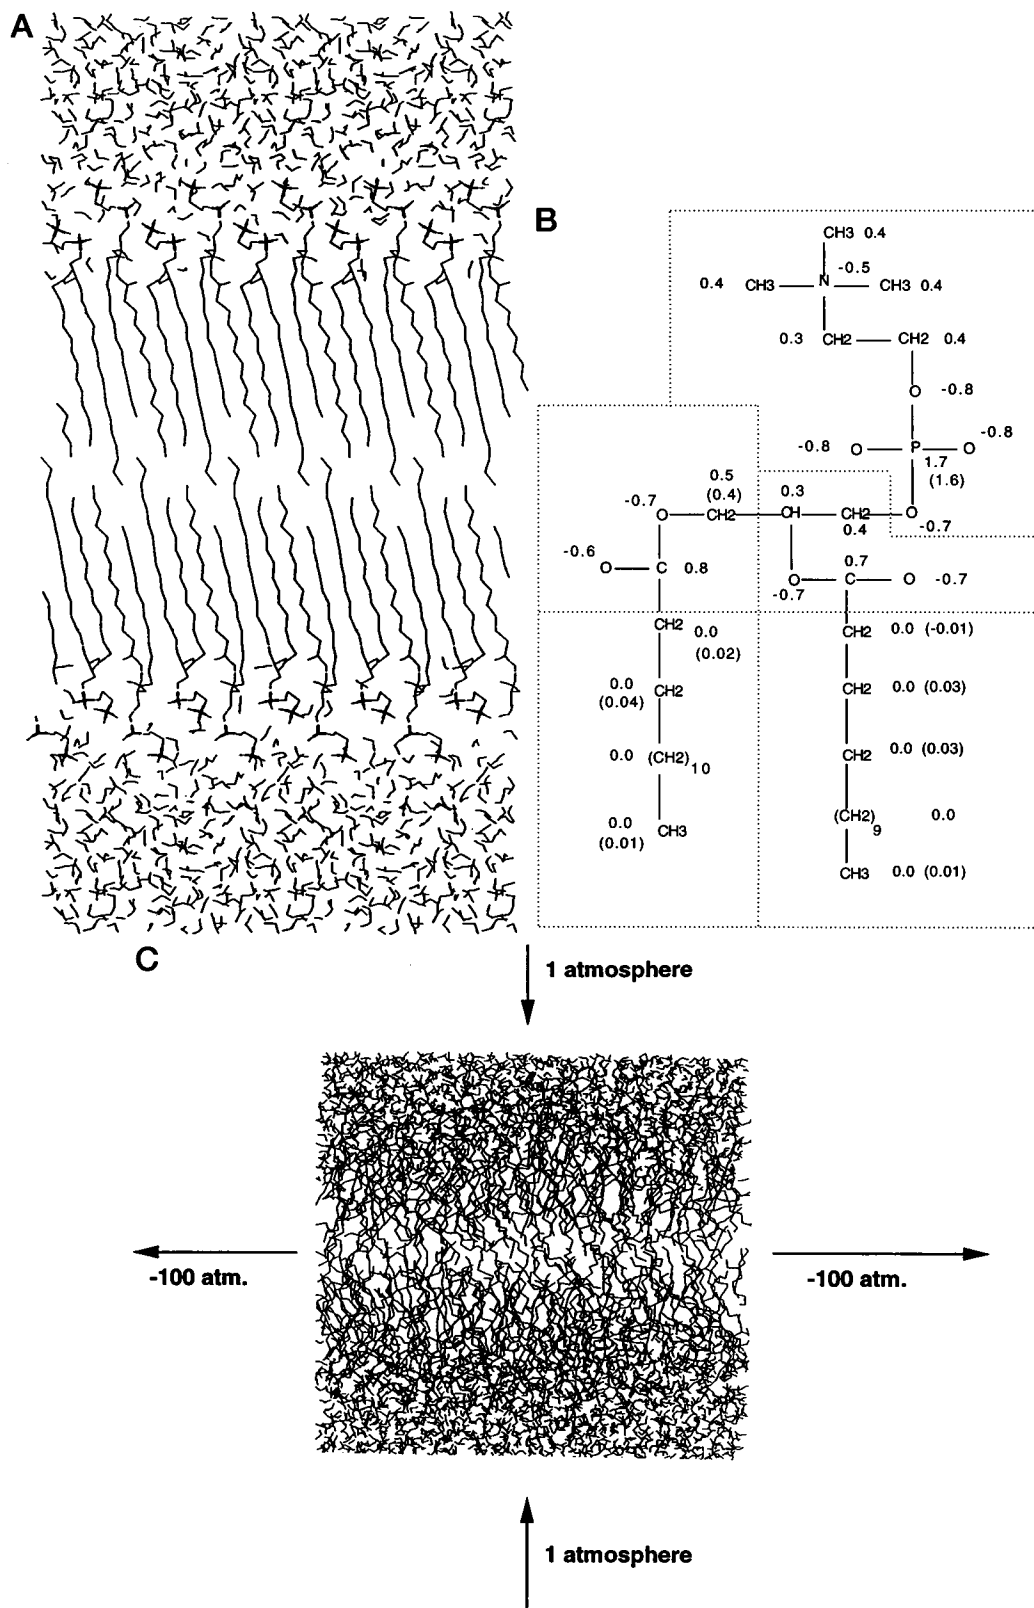 A
B
CH3 0.4
0.4 CH3 N -0.5 CH3 0.4
0.3 CH2 CH2 0.4
O -0.8
-0.8 O P O -0.8
1.7
(1.6)
0.5
(0.4)
0.3
-0.7 O CH2 CH CH2 O -0.7
0.4
-0.6 O C 0.8
0.7
O C O -0.7
-0.7
CH2 0.0
(0.02)
CH2 0.0 (-0.01)
0.0
(0.04) CH2
CH2 0.0 (0.03)
0.0 (CH2)10
CH2 0.0 (0.03)
0.0
(0.01) CH3
(CH2)9 0.0
CH3 0.0 (0.01)
C
1 atmosphere
-100 atm.
-100 atm.
1 atmosphere